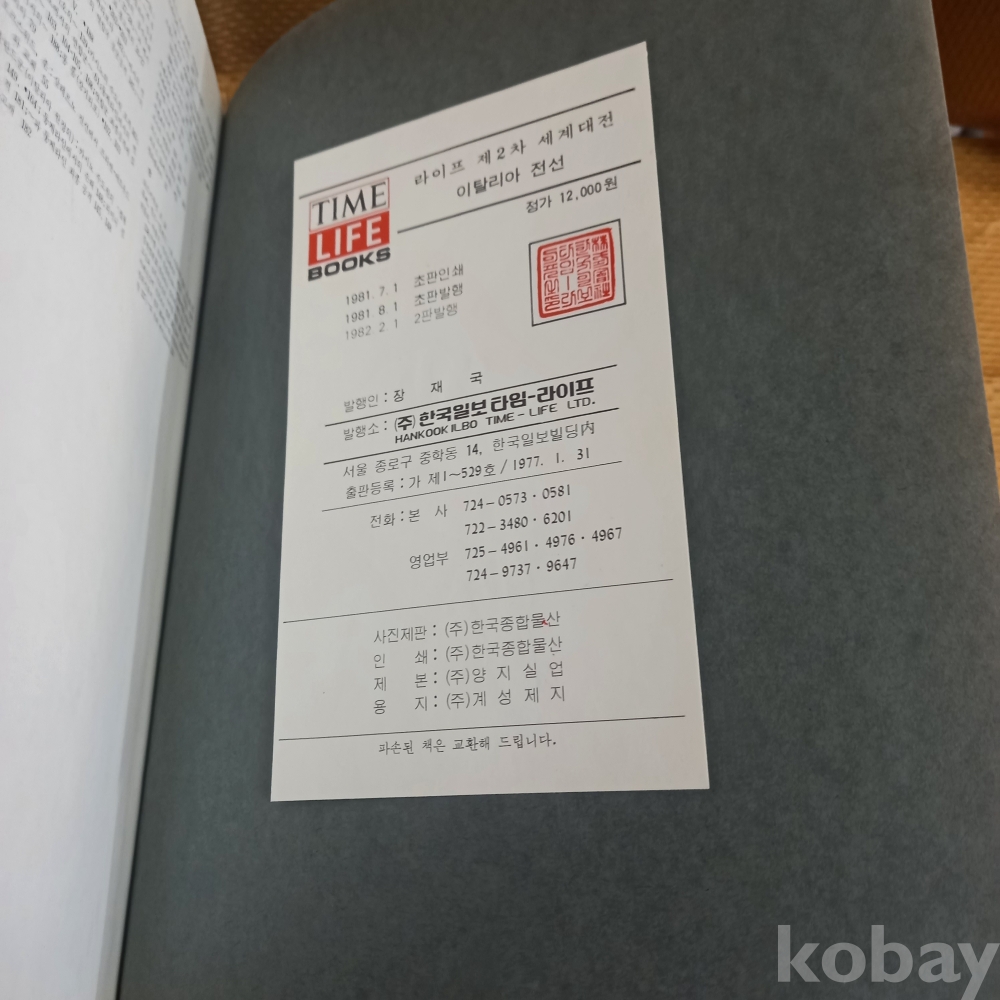 라이프 제2차 세계대전
이탈리아 전선
정가 12,000원
TIME
LIFE
BOOKS
1981. 7. 1 초판인쇄
1981. 8. 1 초판발행
1982. 2. 1 2판발행
발행인 : 장 재 국
발행소 : (주) 한국일보 타임-라이프
HANKOOK ILBO TIME - LIFE LTD.
서울 종로구 중학동 14, 한국일보빌딩內
출판등록 : 가 제1~529호 / 1977. 1. 31
전화 : 본 사 724-0573 · 0581
722-3480 · 6201
영업부 725-4961 · 4976 · 4967
724-9737 · 9647
사진제판 : (주)한국종합물산
인 쇄 : (주)한국종합물산
제 본 : (주)양 지 실 업
용 지 : (주)계 성 제 지
파손된 책은 교환해 드립니다.
kobay